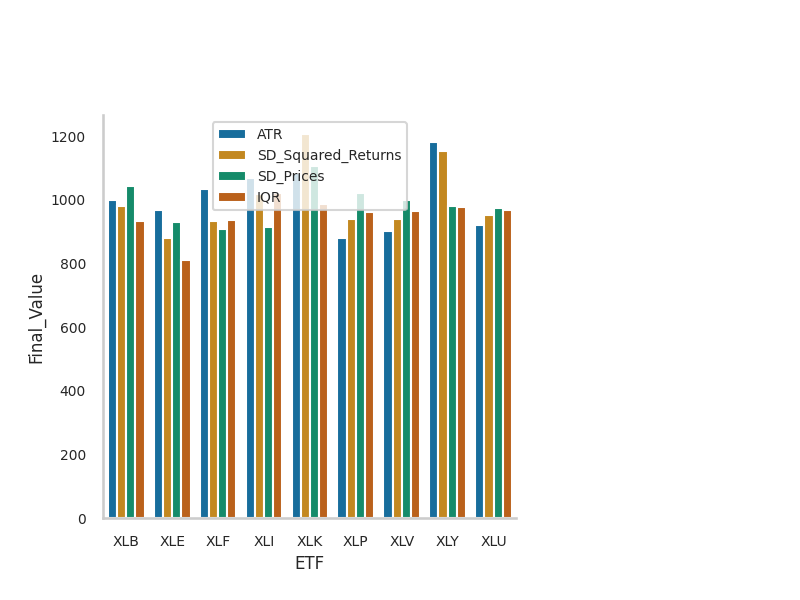 ATR
SD_Squared_Returns
SD_Prices
IQR
1200
1000
800
600
400
200
0
Final_Value
XLB XLE XLF XLI XLK XLP XLV XLY XLU
ETF